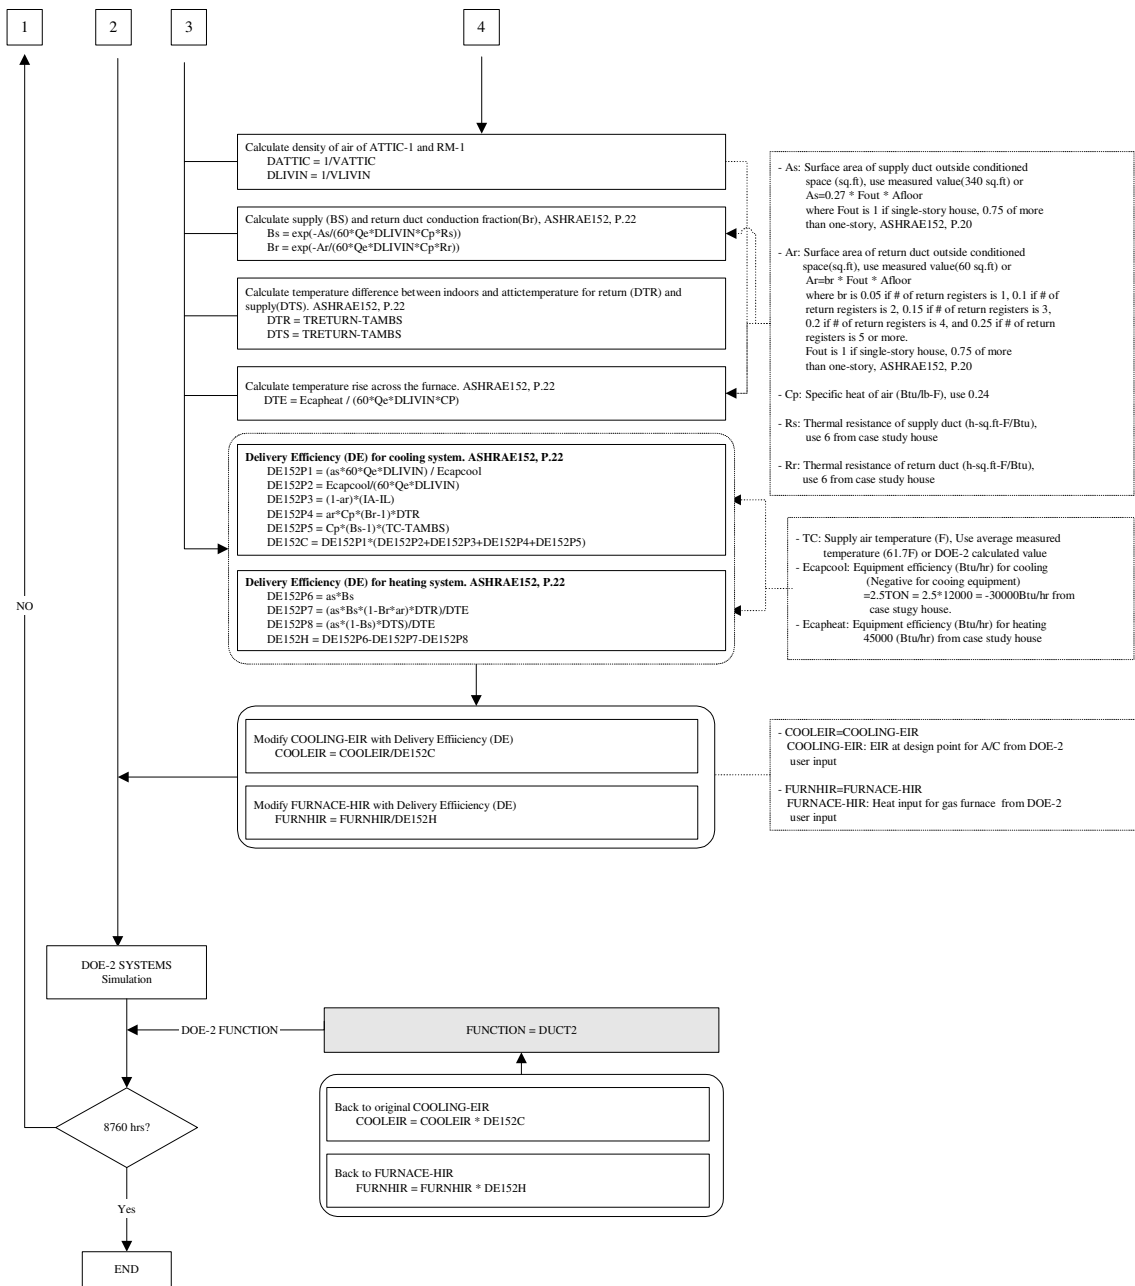 1
2
3
4
Calculate density of air of ATTIC-1 and RM-1
DATTIC = 1/VATTIC
DLIVIN = 1/VLIVIN
Calculate supply (BS) and return duct conduction fraction(Br), ASHRAE152, P.22
Bs = exp(-As/(60*Qe*DLIVIN*Cp*Rs))
Br = exp(-Ar/(60*Qe*DLIVIN*Cp*Rr))
Calculate temperature difference between indoors and attictemperature for return (DTR) and
supply(DTS). ASHRAE152, P.22
DTR = TRETURN-TAMBS
DTS = TRETURN-TAMBS
Calculate temperature rise across the furnace. ASHRAE152, P.22
DTE = Ecapheat / (60*Qe*DLIVIN*CP)
Delivery Efficiency (DE) for cooling system. ASHRAE152, P.22
DE152P1 = (as*60*Qe*DLIVIN) / Ecapcool
DE152P2 = Ecapcool/(60*Qe*DLIVIN)
DE152P3 = (1-ar)*(IA-IL)
DE152P4 = ar*Cp*(Br-1)*DTR
DE152P5 = Cp*(Bs-1)*(TC-TAMBS)
DE152C = DE152P1*(DE152P2+DE152P3+DE152P4+DE152P5)
Delivery Efficiency (DE) for heating system. ASHRAE152, P.22
DE152P6 = as*Bs
DE152P7 = (as*Bs*(1-Br*ar)*DTR)/DTE
DE152P8 = (as*(1-Bs)*DTS)/DTE
DE152H = DE152P6-DE152P7-DE152P8
- As: Surface area of supply duct outside conditioned
space (sq.ft), use measured value(340 sq.ft) or
As=0.27 * Fout * Afloor
where Fout is 1 if single-story house, 0.75 of more
than one-story, ASHRAE152, P.20
- Ar: Surface area of return duct outside conditioned
space(sq.ft), use measured value(60 sq.ft) or
Ar=br * Fout * Afloor
where br is 0.05 if # of return registers is 1, 0.1 if # of
return registers is 2, 0.15 if # of return registers is 3,
0.2 if # of return registers is 4, and 0.25 if # of return
registers is 5 or more.
Fout is 1 if single-story house, 0.75 of more
than one-story, ASHRAE152, P.20
- Cp: Specific heat of air (Btu/lb-F), use 0.24
- Rs: Thermal resistance of supply duct (h-sq.ft-F/Btu),
use 6 from case study house
- Rr: Thermal resistance of return duct (h-sq.ft-F/Btu),
use 6 from case study house
- TC: Supply air temperature (F), Use average measured
temperature (61.7F) or DOE-2 calculated value
- Ecapcool: Equipment efficiency (Btu/hr) for cooling
(Negative for cooing equipment)
=2.5TON = 2.5*12000 = -30000Btu/hr from
case stugy house.
- Ecapheat: Equipment efficiency (Btu/hr) for heating
45000 (Btu/hr) from case study house
NO
Modify COOLING-EIR with Delivery Effiiciency (DE)
COOLEIR = COOLEIR/DE152C
Modify FURNACE-HIR with Delivery Effiiciency (DE)
FURNHIR = FURNHIR/DE152H
- COOLEIR=COOLING-EIR
COOLING-EIR: EIR at design point for A/C from DOE-2
user input
- FURNHIR=FURNACE-HIR
FURNACE-HIR: Heat input for gas furnace from DOE-2
user input
DOE-2 SYSTEMS
Simulation
DOE-2 FUNCTION
FUNCTION = DUCT2
Back to original COOLING-EIR
COOLEIR = COOLEIR * DE152C
Back to FURNACE-HIR
FURNHIR = FURNHIR * DE152H
8760 hrs?
Yes
END